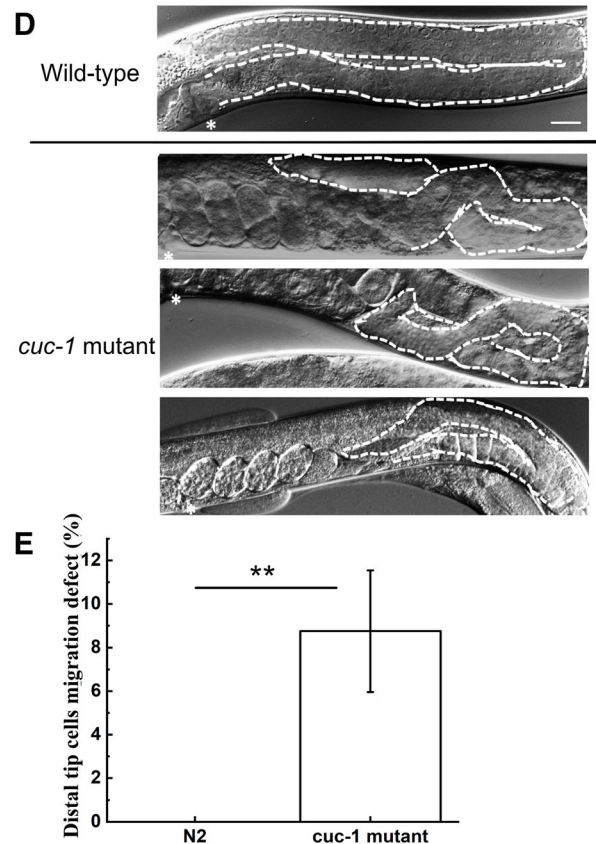 D
Wild-type
*
*
*
cuc-1 mutant
*
E
Distal tip cells migration defect (%)
12
**
10
8
6
4
2
0
N2
cuc-1 mutant